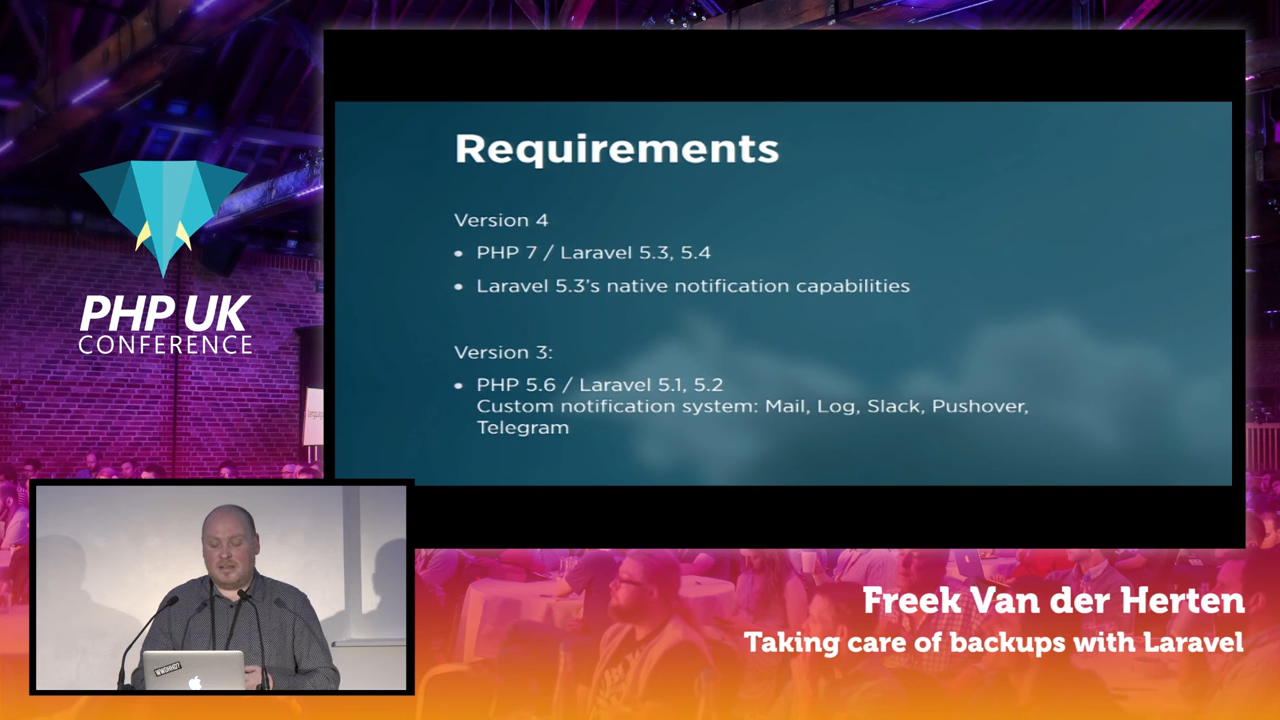 Requirements
Version 4
• PHP 7 / Laravel 5.3, 5.4
• Laravel 5.3's native notification capabilities
Version 3:
• PHP 5.6 / Laravel 5.1, 5.2
Custom notification system: Mail, Log, Slack, Pushover,
Telegram
PHP UK
CONFERENCE
WWDHHD?
Freek Van der Herten
Taking care of backups with Laravel